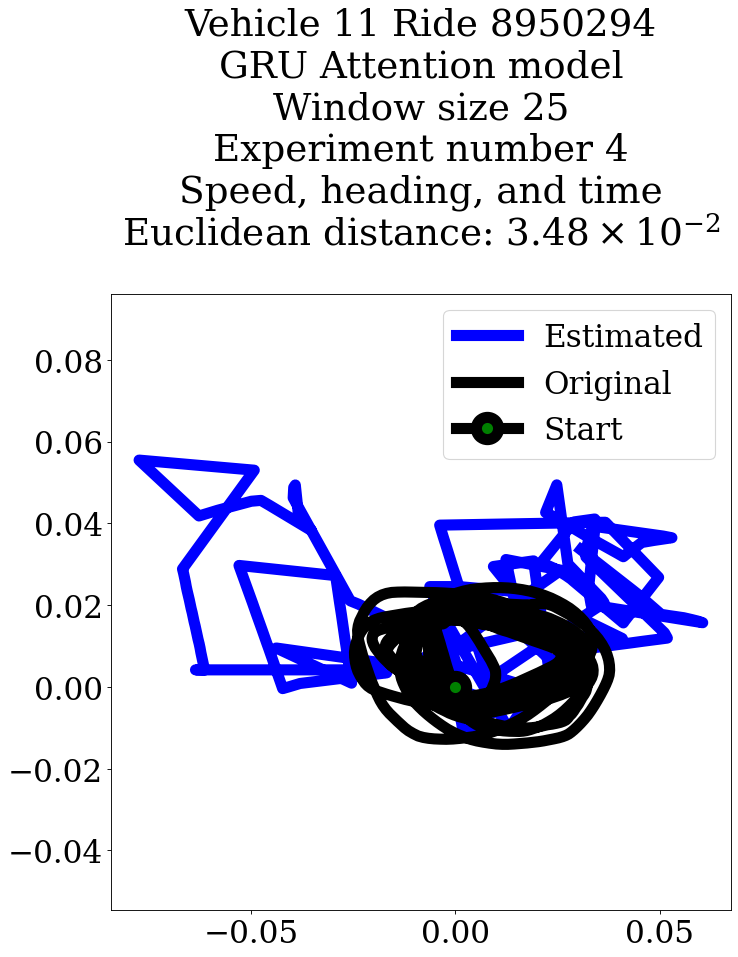 Vehicle 11 Ride 8950294
GRU Attention model
Window size 25
Experiment number 4
Speed, heading, and time
Euclidean distance: 3.48 × 10⁻²
Estimated
Original
Start
0.08
0.06
0.04
0.02
0.00
−0.02
−0.04
−0.05
0.00
0.05